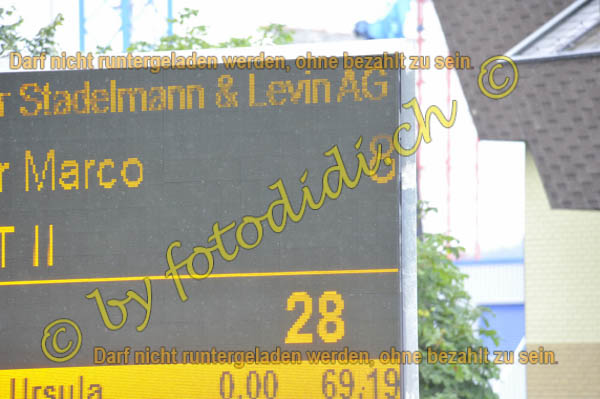 Darf nicht runtergeladen werden, ohne bezahlt zu sein.
r Stadelmann & Levin AG
r Marco 8
T II
© by fotodidi.ch ©
28
Darf nicht runtergeladen werden, ohne bezahlt zu sein.
Ursula 0.00 69.19